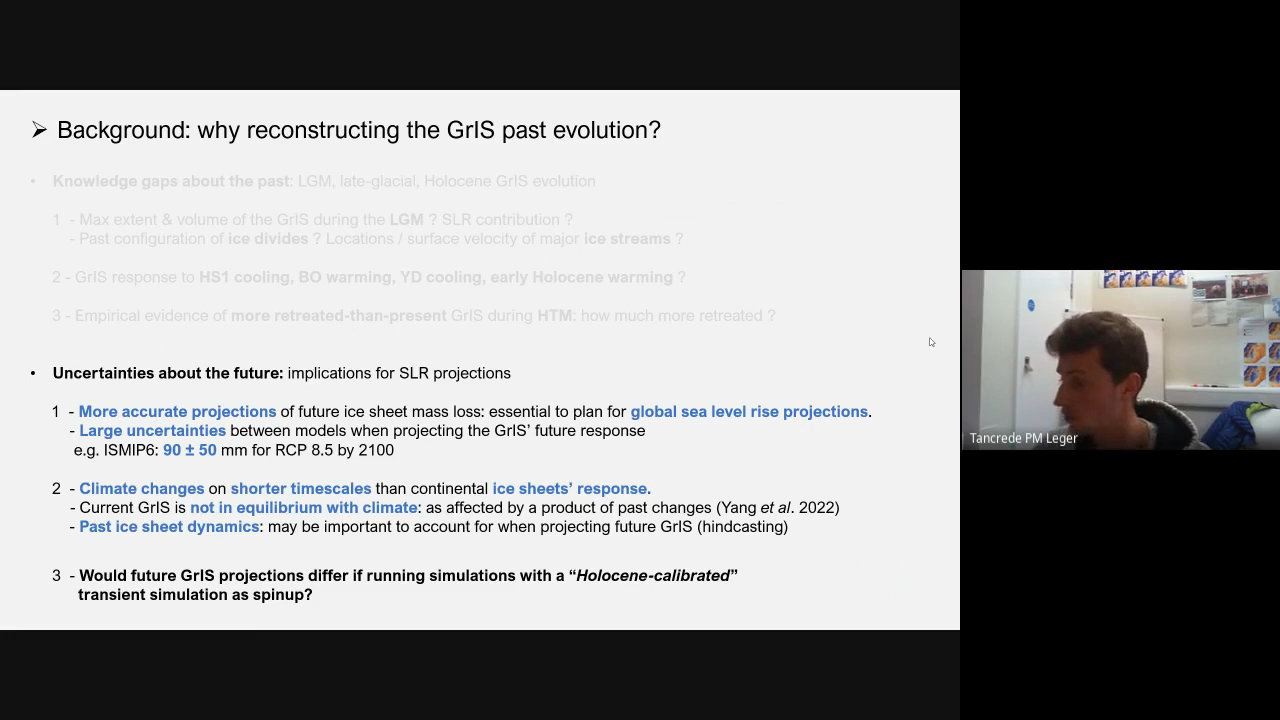 ➢ Background: why reconstructing the GrIS past evolution?
• Knowledge gaps about the past: LGM, late-glacial, Holocene GrIS evolution
1 - Max extent & volume of the GrIS during the LGM ? SLR contribution ?
- Past configuration of ice divides ? Locations / surface velocity of major ice streams ?
2 - GrIS response to HS1 cooling, BO warming, YD cooling, early Holocene warming ?
3 - Empirical evidence of more retreated-than-present GrIS during HTM: how much more retreated ?
• Uncertainties about the future: implications for SLR projections
1 - More accurate projections of future ice sheet mass loss: essential to plan for global sea level rise projections.
- Large uncertainties between models when projecting the GrIS’ future response
e.g. ISMIP6: 90 ± 50 mm for RCP 8.5 by 2100
2 - Climate changes on shorter timescales than continental ice sheets’ response.
- Current GrIS is not in equilibrium with climate: as affected by a product of past changes (Yang et al. 2022)
- Past ice sheet dynamics: may be important to account for when projecting future GrIS (hindcasting)
3 - Would future GrIS projections differ if running simulations with a “Holocene-calibrated”
transient simulation as spinup?
Tancrede PM Leger